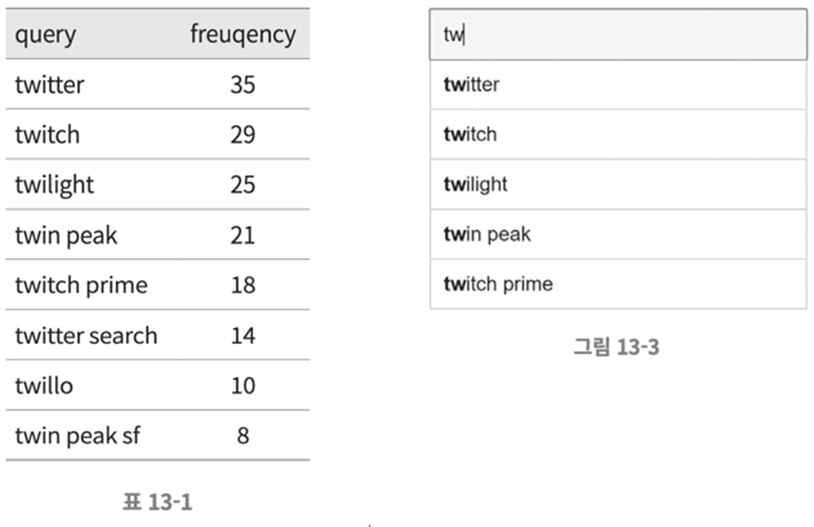 query freuqency
twitter 35
twitch 29
twilight 25
twin peak 21
twitch prime 18
twitter search 14
twillo 10
twin peak sf 8
표 13-1
tw
twitter
twitch
twilight
twin peak
twitch prime
그림 13-3